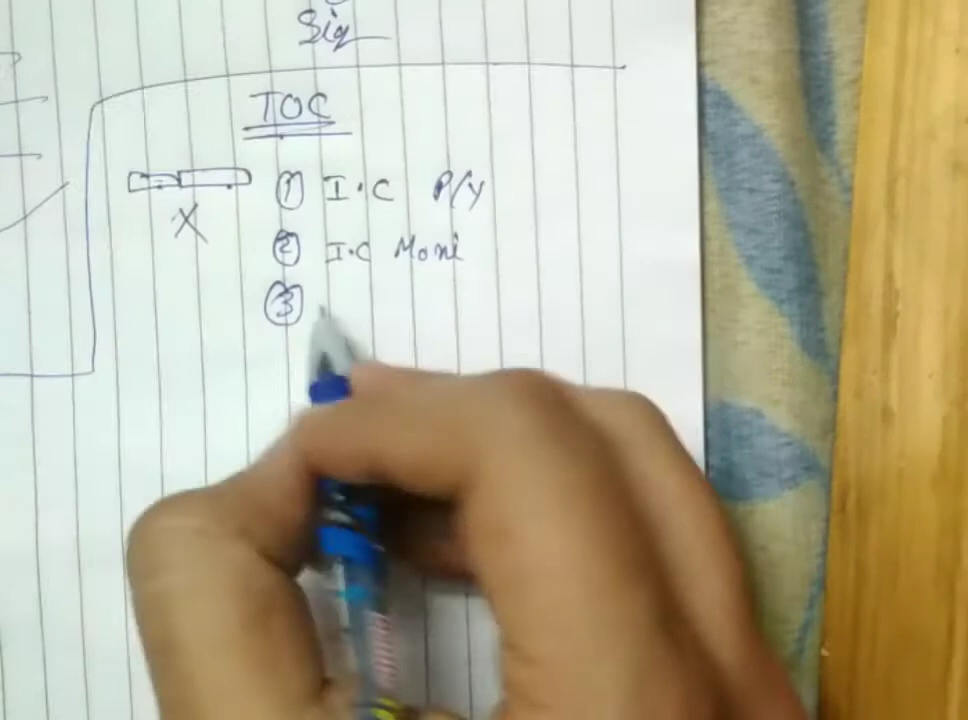 Sig
TOC
① I.C P/Y
X
② I.C Moni
③